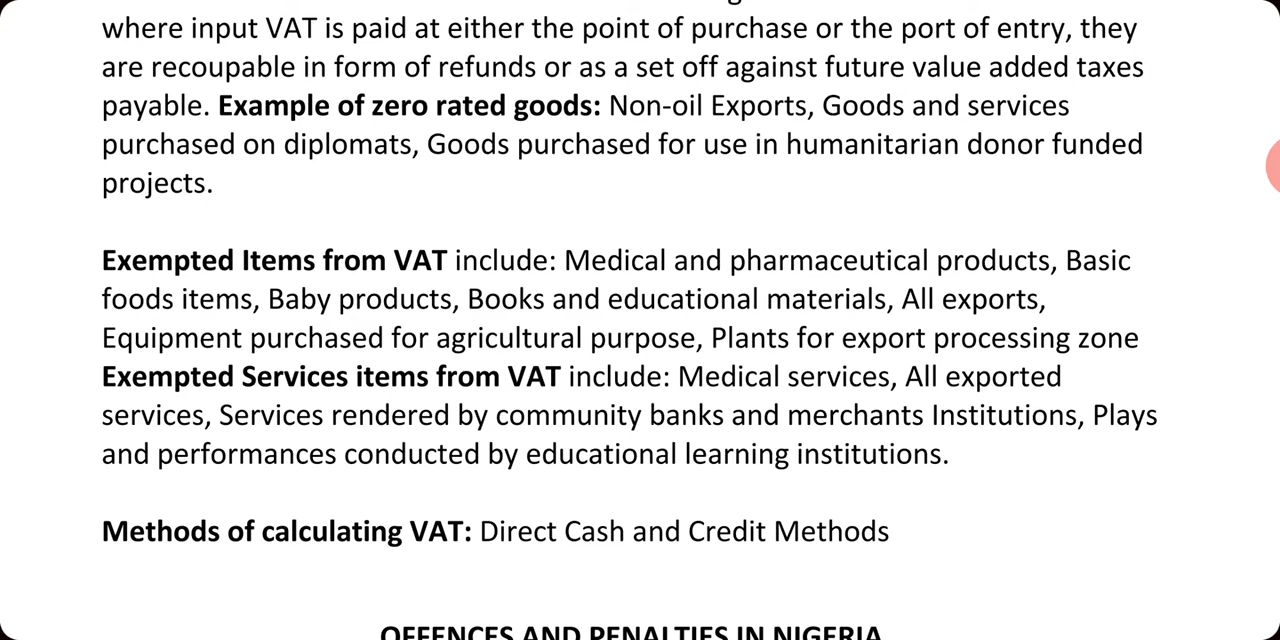 where input VAT is paid at either the point of purchase or the port of entry, they
are recoupable in form of refunds or as a set off against future value added taxes
payable. Example of zero rated goods: Non-oil Exports, Goods and services
purchased on diplomats, Goods purchased for use in humanitarian donor funded
projects.
Exempted Items from VAT include: Medical and pharmaceutical products, Basic
foods items, Baby products, Books and educational materials, All exports,
Equipment purchased for agricultural purpose, Plants for export processing zone
Exempted Services items from VAT include: Medical services, All exported
services, Services rendered by community banks and merchants Institutions, Plays
and performances conducted by educational learning institutions.
Methods of calculating VAT: Direct Cash and Credit Methods
OFFENCES AND PENALTIES IN NIGERIA